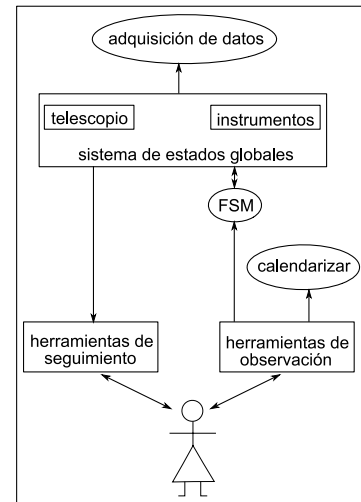 adquisición de datos
telescopio
instrumentos
sistema de estados globales
FSM
calendarizar
herramientas de
seguimiento
herramientas de
observación